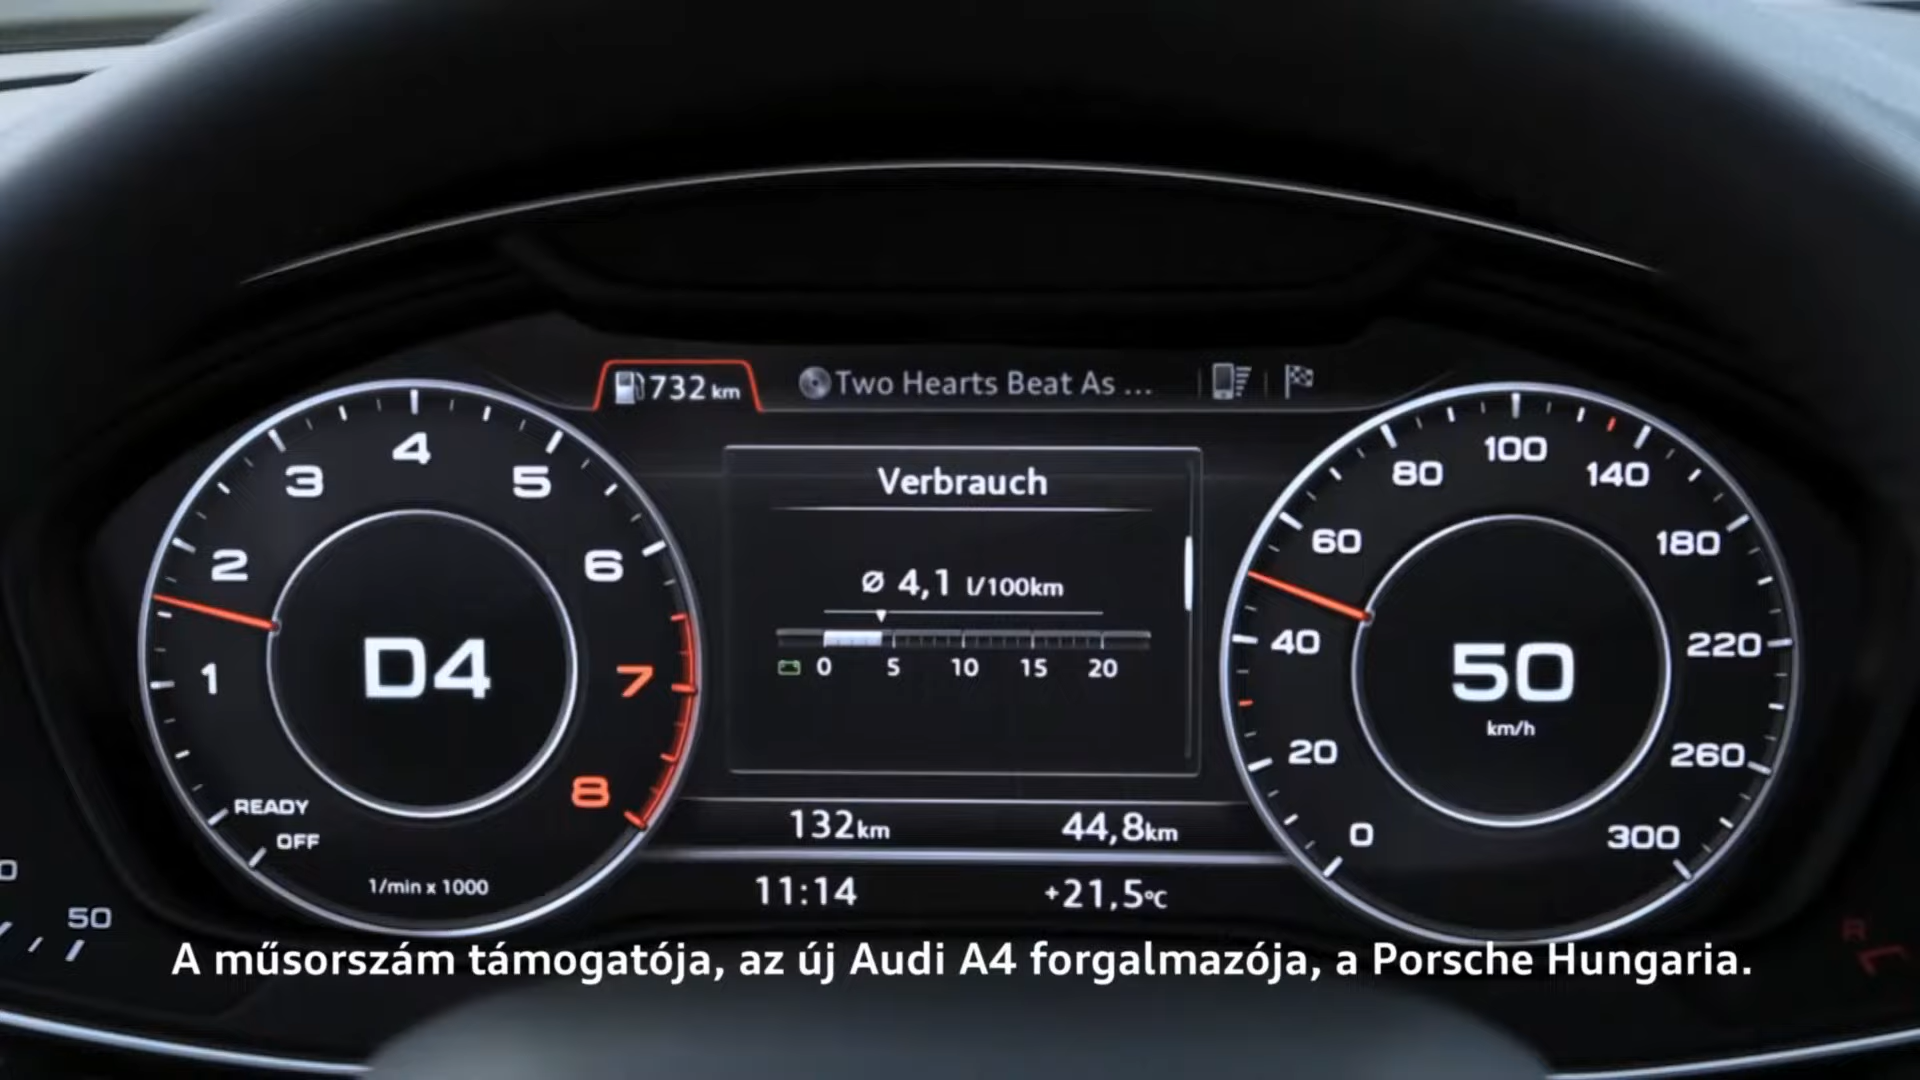 732 km
Two Hearts Beat As ...
1
2
3
4
5
6
7
8
READY
OFF
1/min x 1000
D4
Verbrauch
ø 4,1 l/100km
0 5 10 15 20
132km
44,8km
11:14
+21,5°C
0
20
40
60
80
100
140
180
220
260
300
50
km/h
0
50
A műsorszám támogatója, az új Audi A4 forgalmazója, a Porsche Hungaria.